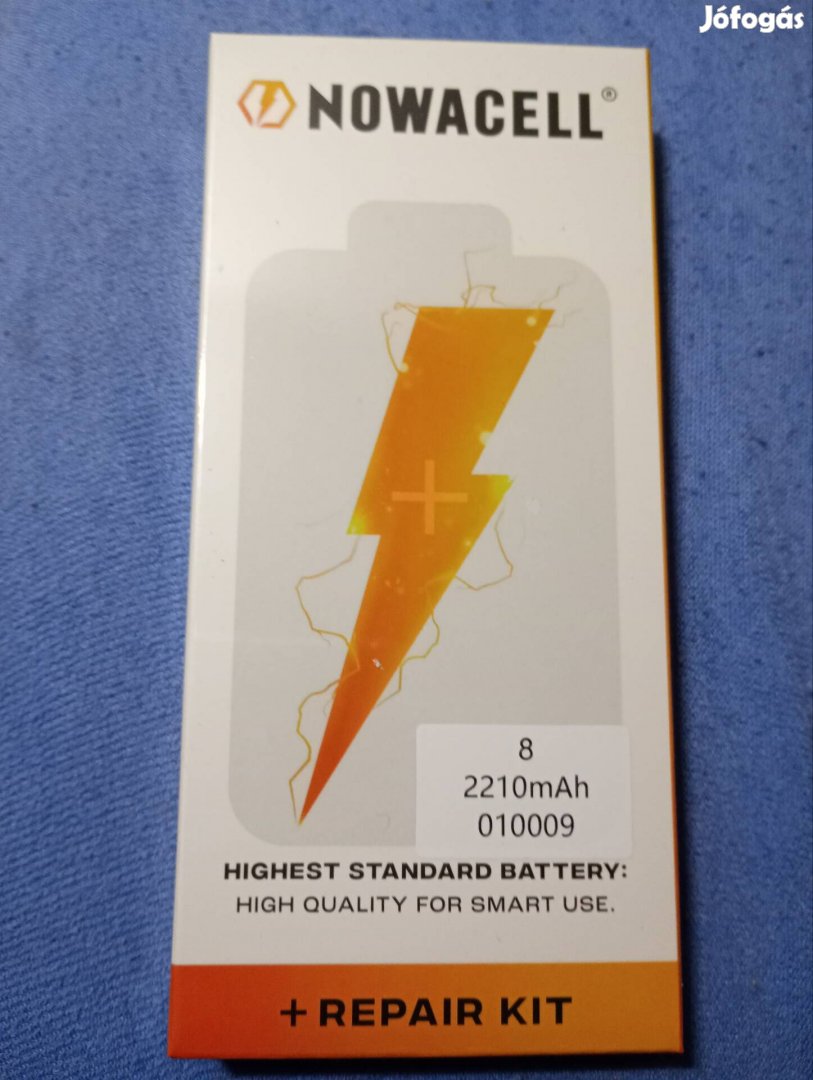 Jófogás
NOWACELL®
8
2210mAh
010009
HIGHEST STANDARD BATTERY:
HIGH QUALITY FOR SMART USE.
+ REPAIR KIT